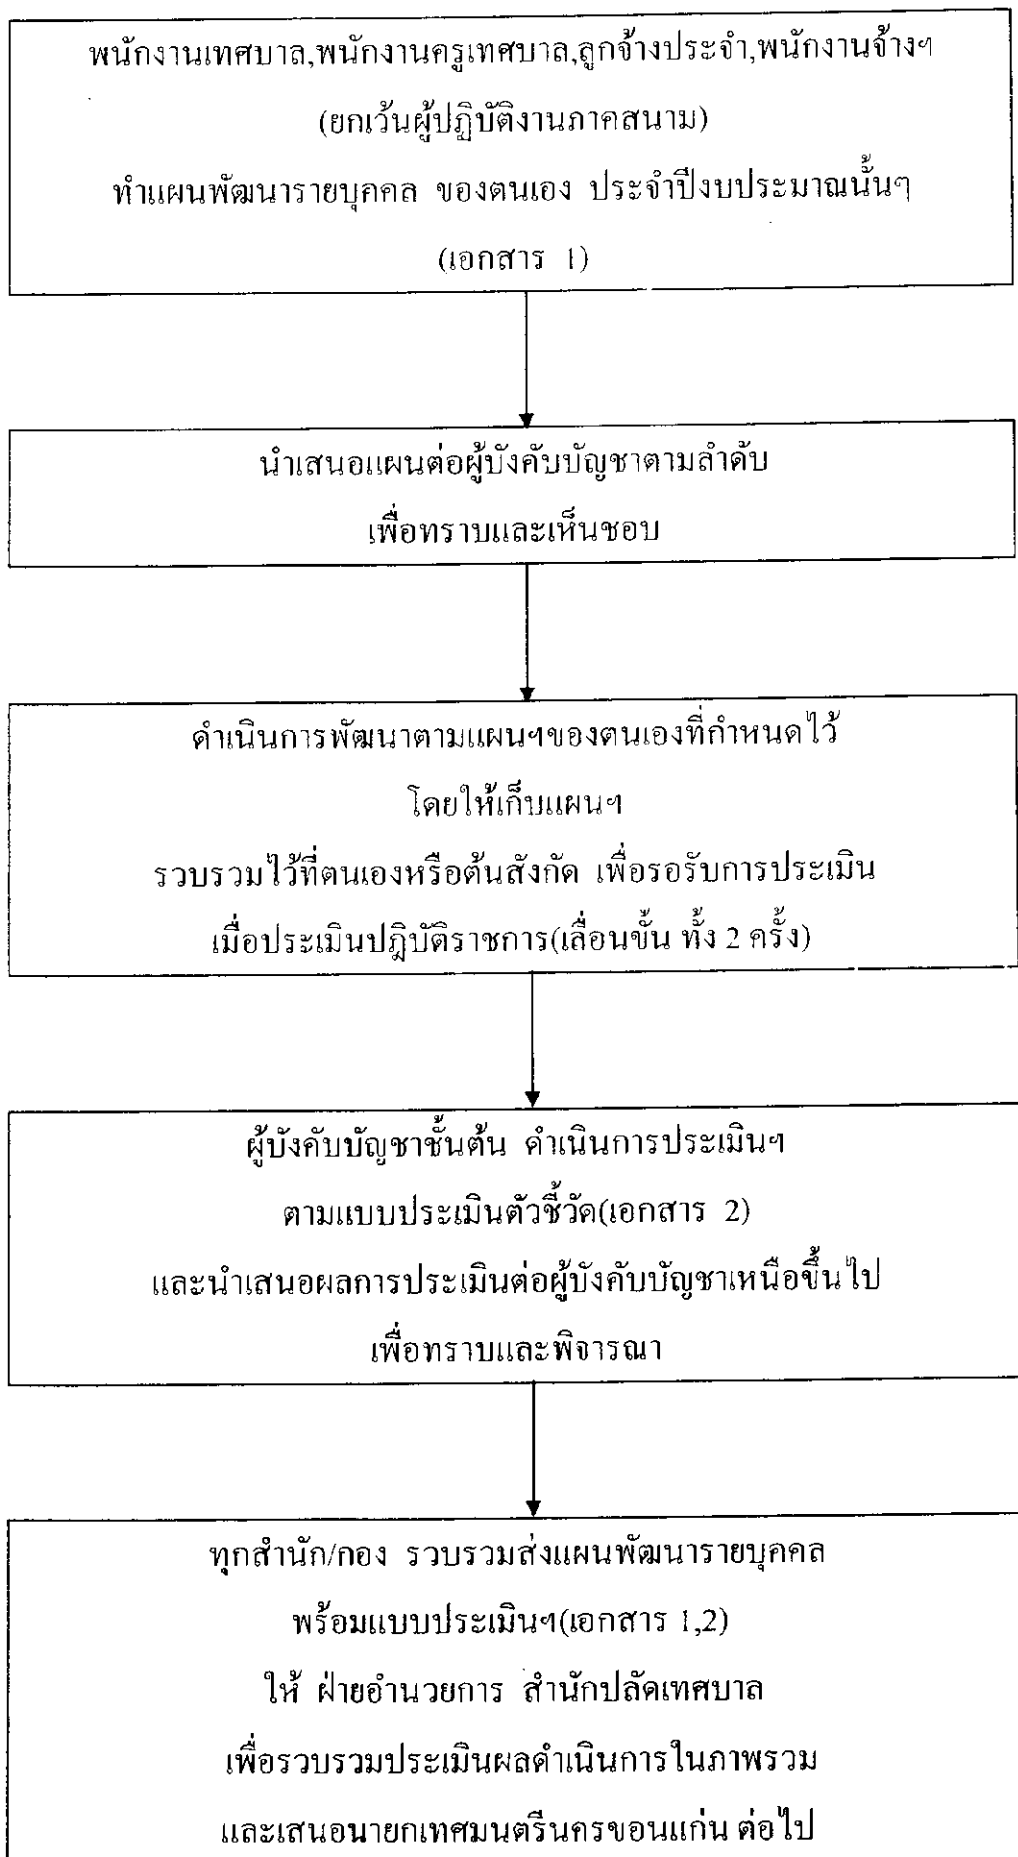 พนักงานเทศบาล,พนักงานครูเทศบาล,ลูกจ้างประจำ,พนักงานจ้างฯ
(ยกเว้นผู้ปฏิบัติงานภาคสนาม)
ทำแผนพัฒนารายบุคคล ของตนเอง ประจำปีงบประมาณนั้นๆ
(เอกสาร 1)
นำเสนอแผนต่อผู้บังคับบัญชาตามลำดับ
เพื่อทราบและเห็นชอบ
ดำเนินการพัฒนาตามแผนฯของตนเองที่กำหนดไว้
โดยให้เก็บแผนฯ
รวบรวมไว้ที่ตนเองหรือต้นสังกัด เพื่อรอรับการประเมิน
เมื่อประเมินปฎิบัติราชการ(เลื่อนขั้น ทั้ง 2 ครั้ง)
ผู้บังคับบัญชาชั้นต้น ดำเนินการประเมินฯ
ตามแบบประเมินตัวชี้วัด(เอกสาร 2)
และนำเสนอผลการประเมินต่อผู้บังคับบัญชาเหนือขึ้นไป
เพื่อทราบและพิจารณา
ทุกสำนัก/กอง รวบรวมส่งแผนพัฒนารายบุคคล
พร้อมแบบประเมินฯ(เอกสาร 1,2)
ให้ ฝ่ายอำนวยการ สำนักปลัดเทศบาล
เพื่อรวบรวมประเมินผลดำเนินการในภาพรวม
และเสนอนายกเทศมนตรีนครขอนแก่น ต่อไป